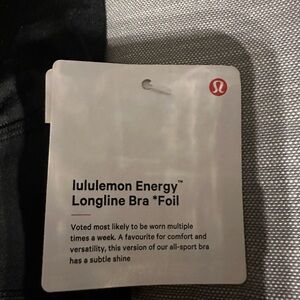 lululemon Energy™
Longline Bra *Foil
Voted most likely to be worn multiple
times a week. A favourite for comfort and
versatility, this version of our all-sport bra
has a subtle shine